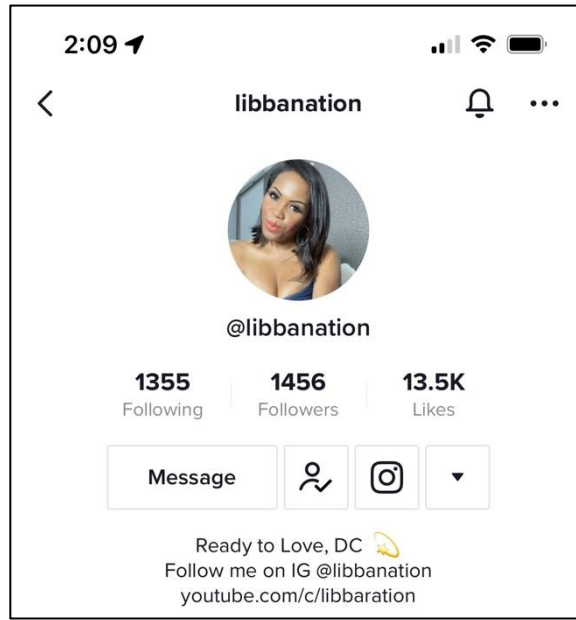 2:09
libbanation
@libbanation
1355 1456 13.5K
Following Followers Likes
Message
Ready to Love, DC 💫
Follow me on IG @libbanation
youtube.com/c/libbaration